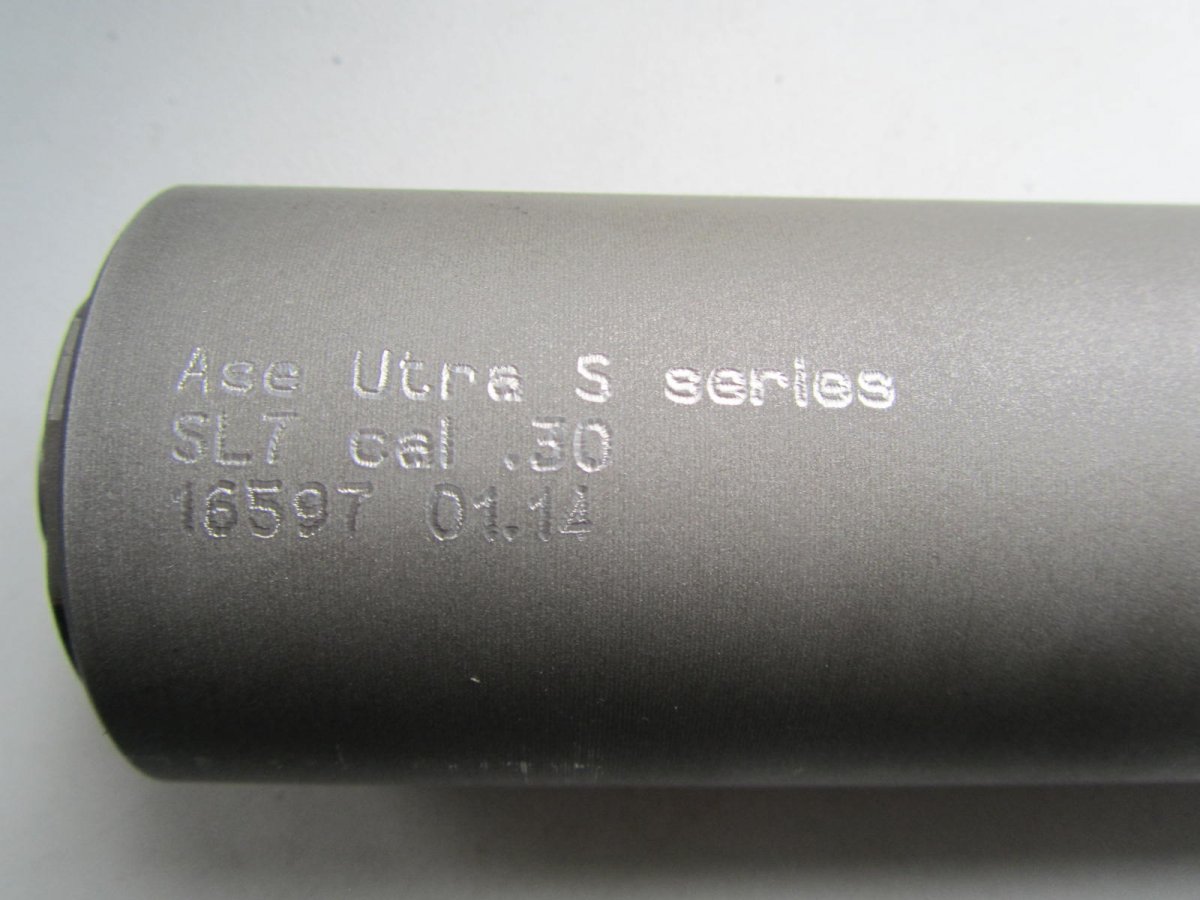 Ase Utra S series
SL7 cal .30
16597 01.14